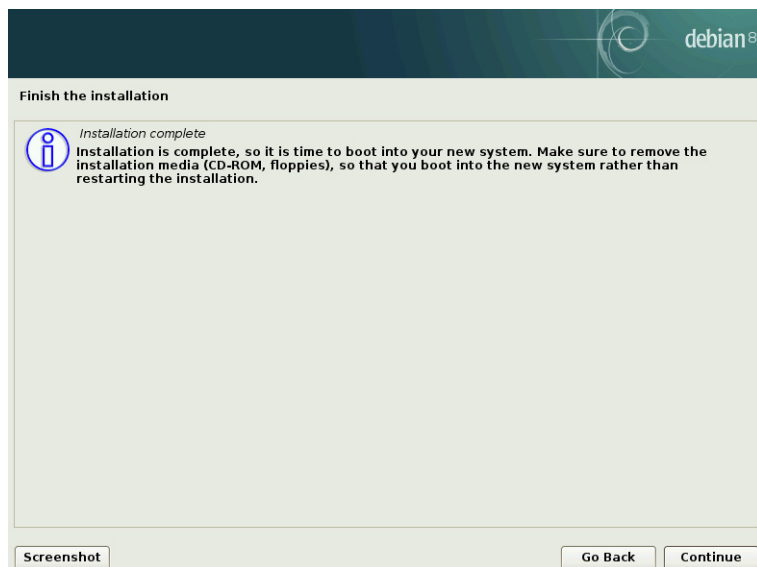 debian 8
Finish the installation
Installation complete
Installation is complete, so it is time to boot into your new system. Make sure to remove the
installation media (CD-ROM, floppies), so that you boot into the new system rather than
restarting the installation.
Screenshot
Go Back
Continue